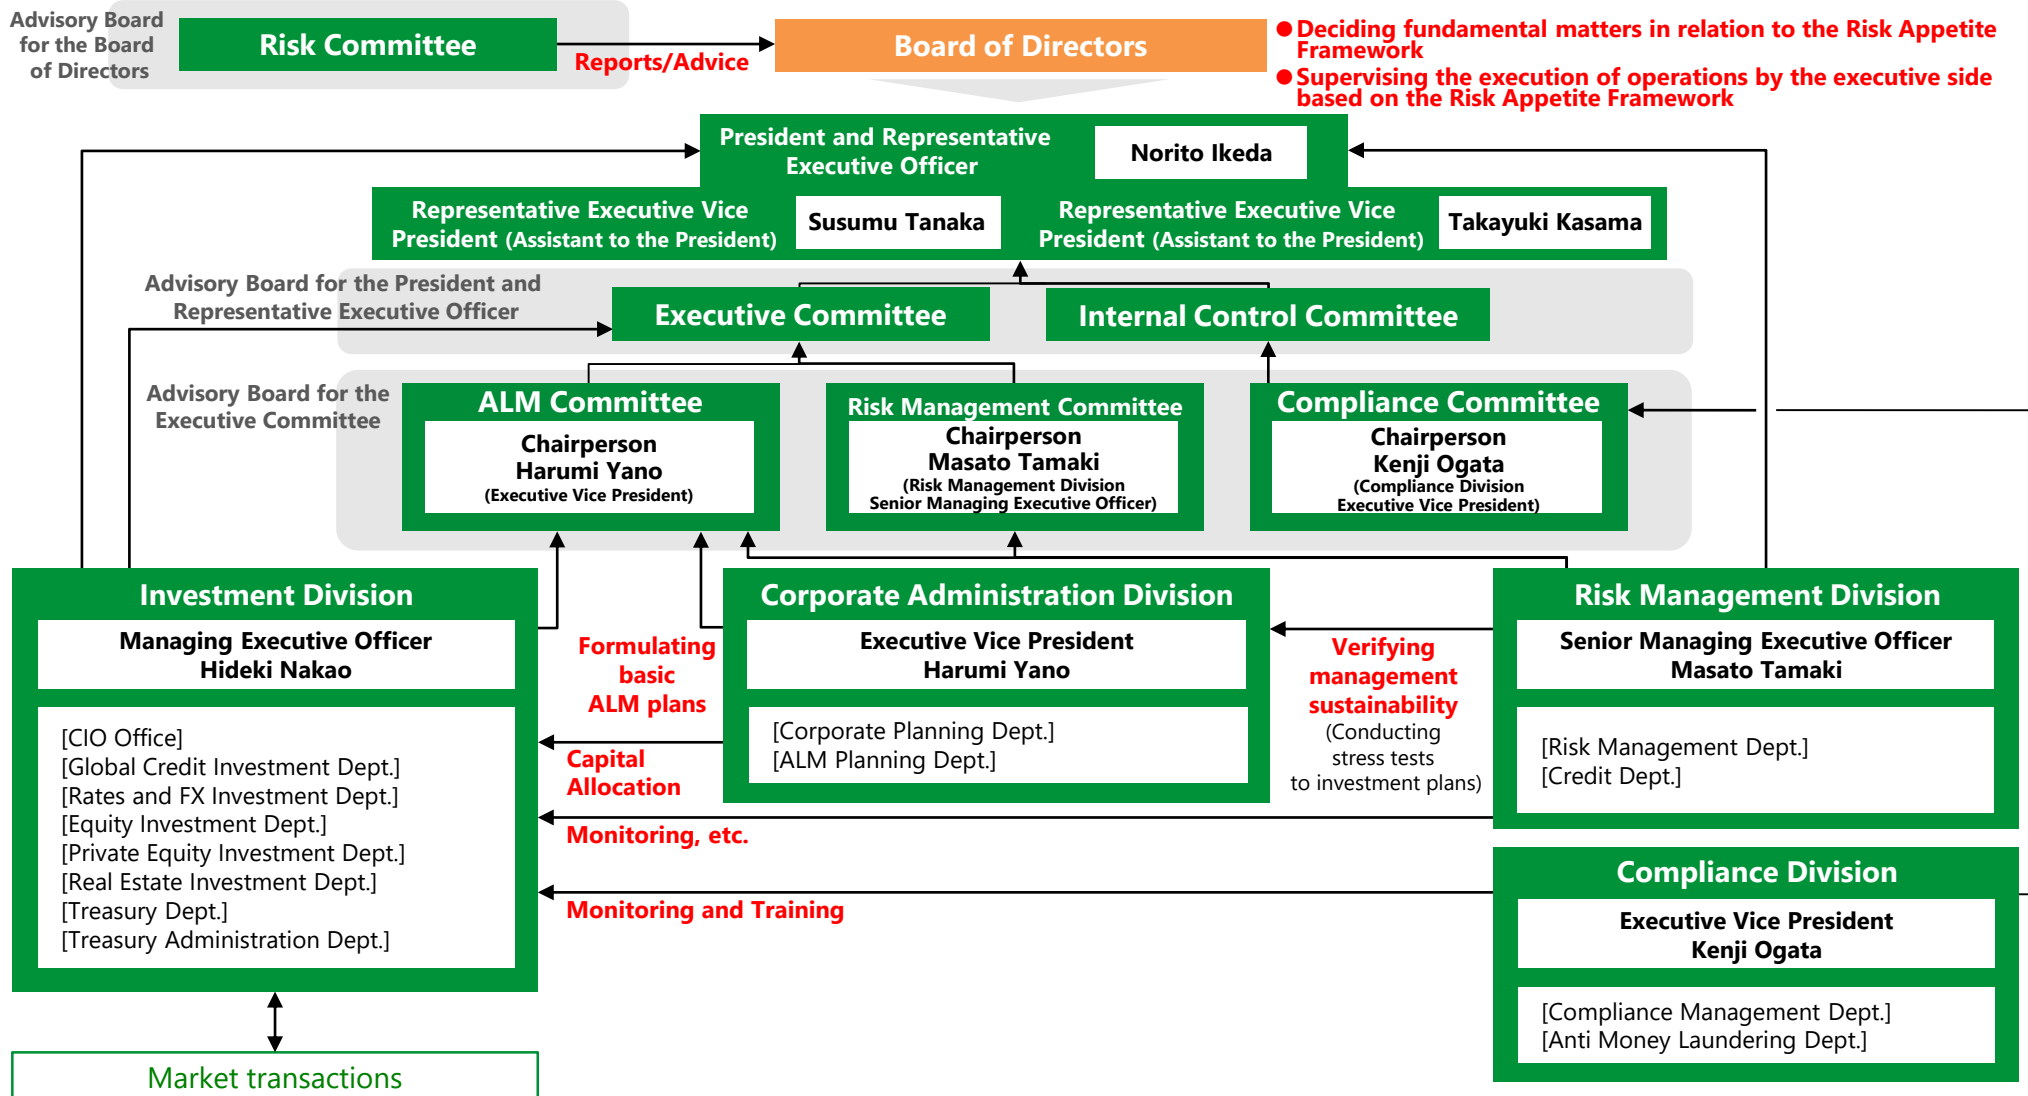 Advisory Board
for the Board
of Directors
Risk Committee
Reports/Advice
Board of Directors
●Deciding fundamental matters in relation to the Risk Appetite
Framework
●Supervising the execution of operations by the executive side
based on the Risk Appetite Framework
President and Representative
Executive Officer
Norito Ikeda
Representative Executive Vice
President (Assistant to the President)
Susumu Tanaka
Representative Executive Vice
President (Assistant to the President)
Takayuki Kasama
Advisory Board for the President and
Representative Executive Officer
Executive Committee
Internal Control Committee
Advisory Board for the
Executive Committee
ALM Committee
Chairperson
Harumi Yano
(Executive Vice President)
Risk Management Committee
Chairperson
Masato Tamaki
(Risk Management Division
Senior Managing Executive Officer)
Compliance Committee
Chairperson
Kenji Ogata
(Compliance Division
Executive Vice President)
Investment Division
Managing Executive Officer
Hideki Nakao
[CIO Office]
[Global Credit Investment Dept.]
[Rates and FX Investment Dept.]
[Equity Investment Dept.]
[Private Equity Investment Dept.]
[Real Estate Investment Dept.]
[Treasury Dept.]
[Treasury Administration Dept.]
Formulating
basic
ALM plans
Capital
Allocation
Monitoring, etc.
Monitoring and Training
Corporate Administration Division
Executive Vice President
Harumi Yano
[Corporate Planning Dept.]
[ALM Planning Dept.]
Verifying
management
sustainability
(Conducting
stress tests
to investment plans)
Risk Management Division
Senior Managing Executive Officer
Masato Tamaki
[Risk Management Dept.]
[Credit Dept.]
Compliance Division
Executive Vice President
Kenji Ogata
[Compliance Management Dept.]
[Anti Money Laundering Dept.]
Market transactions